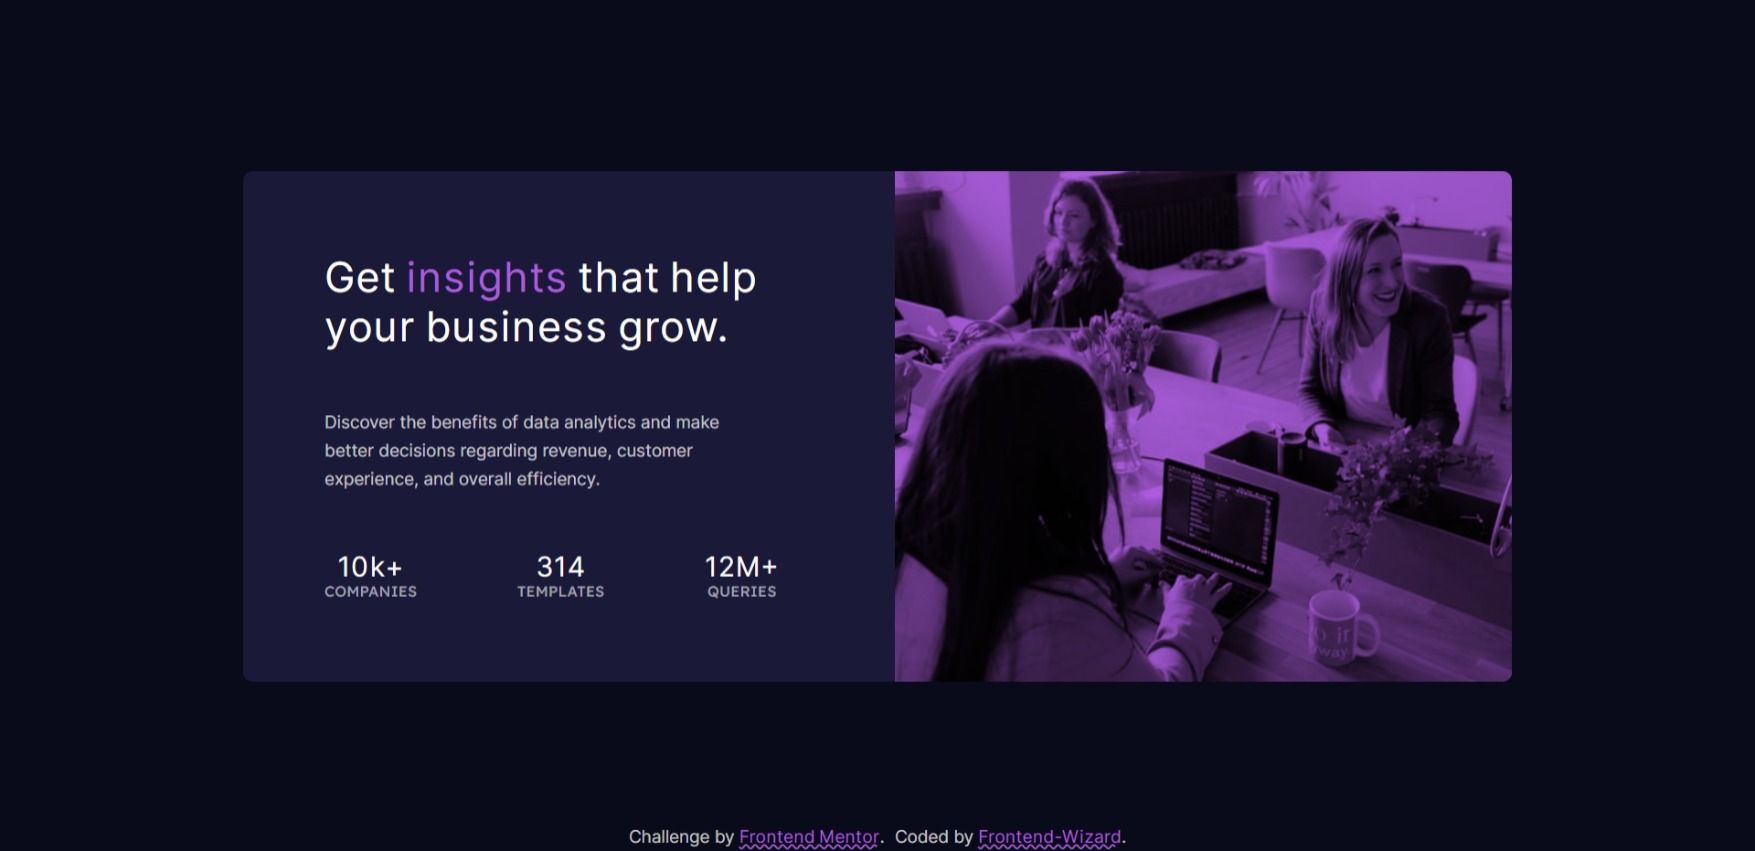 Get insights that help
your business grow.
Discover the benefits of data analytics and make
better decisions regarding revenue, customer
experience, and overall efficiency.
10k+ 314 12M+
COMPANIES TEMPLATES QUERIES
Challenge by Frontend Mentor. Coded by Frontend-Wizard.